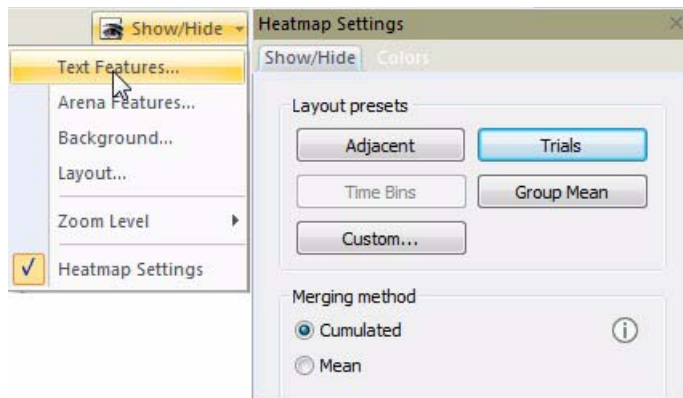 Show/Hide
Text Features...
Arena Features...
Background...
Layout...
Zoom Level
Heatmap Settings
Heatmap Settings
Show/Hide Colors
Layout presets
Adjacent Trials
Time Bins Group Mean
Custom...
Merging method
Cumulated
Mean